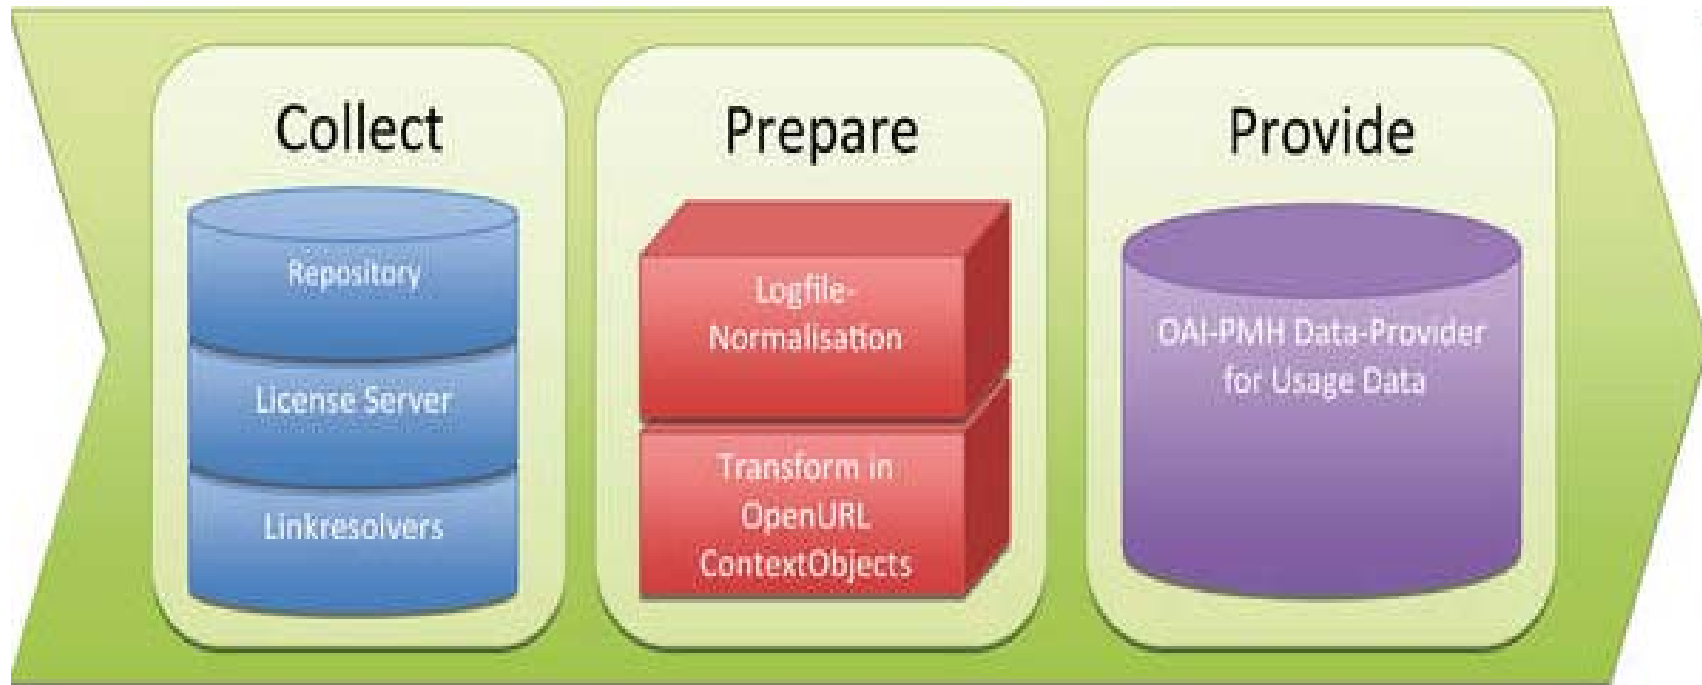 Collect
Repository
License Server
Linkresolvers
Prepare
Logfile-
Normalisation
Transform in
OpenURL
ContextObjects
Provide
OAI-PMH Data-Provider
for Usage Data